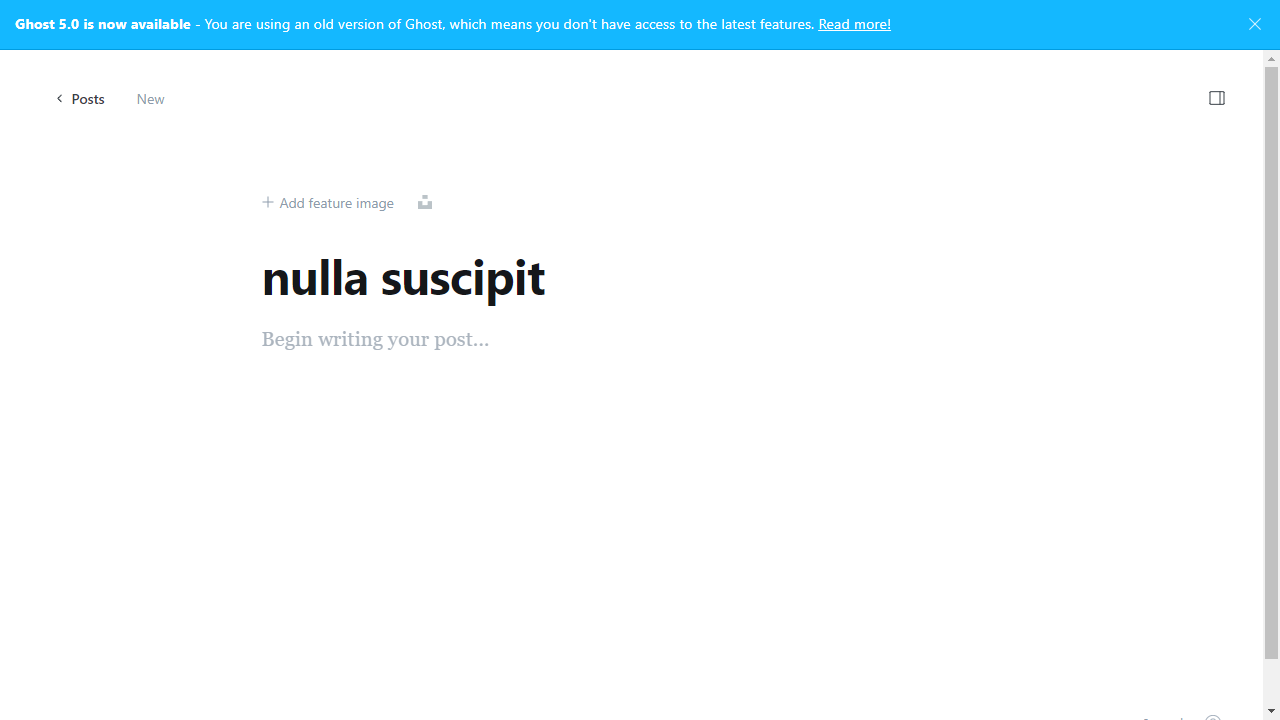 Ghost 5.0 is now available - You are using an old version of Ghost, which means you don't have access to the latest features. Read more!
Posts New
Add feature image
nulla suscipit
Begin writing your post...